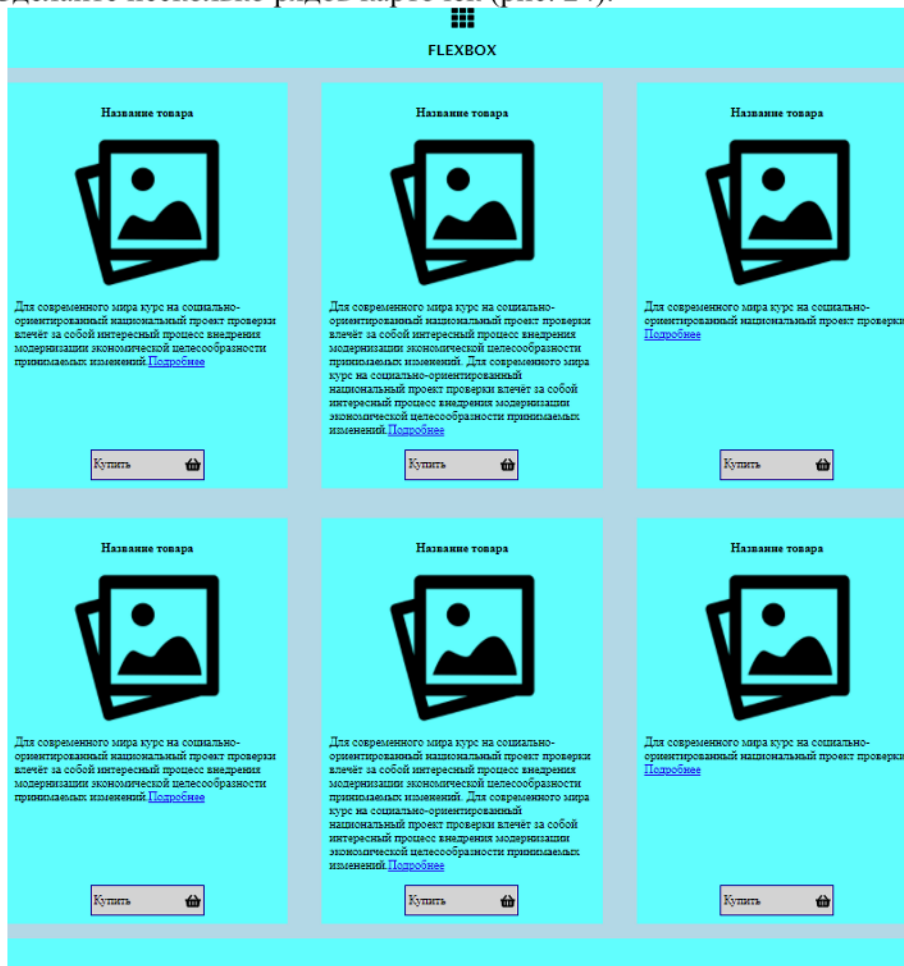 сделайте несколько рядов карточек (рис. 24).
FLEXBOX
Название товара
Для современного мира курс на социально-
ориентированный национальный проект проверки
влечёт за собой интересный процесс внедрения
модернизации экономической целесообразности
принимаемых изменений.Подробнее
Купить
Название товара
Для современного мира курс на социально-
ориентированный национальный проект проверки
влечёт за собой интересный процесс внедрения
модернизации экономической целесообразности
принимаемых изменений. Для современного мира
курс на социально-ориентированный
национальный проект проверки влечёт за собой
интересный процесс внедрения модернизации
экономической целесообразности принимаемых
изменений.Подробнее
Купить
Название товара
Для современного мира курс на социально-
ориентированный национальный проект проверки
Подробнее
Купить
Название товара
Для современного мира курс на социально-
ориентированный национальный проект проверки
влечёт за собой интересный процесс внедрения
модернизации экономической целесообразности
принимаемых изменений.Подробнее
Купить
Название товара
Для современного мира курс на социально-
ориентированный национальный проект проверки
влечёт за собой интересный процесс внедрения
модернизации экономической целесообразности
принимаемых изменений. Для современного мира
курс на социально-ориентированный
национальный проект проверки влечёт за собой
интересный процесс внедрения модернизации
экономической целесообразности принимаемых
изменений.Подробнее
Купить
Название товара
Для современного мира курс на социально-
ориентированный национальный проект проверки
Подробнее
Купить